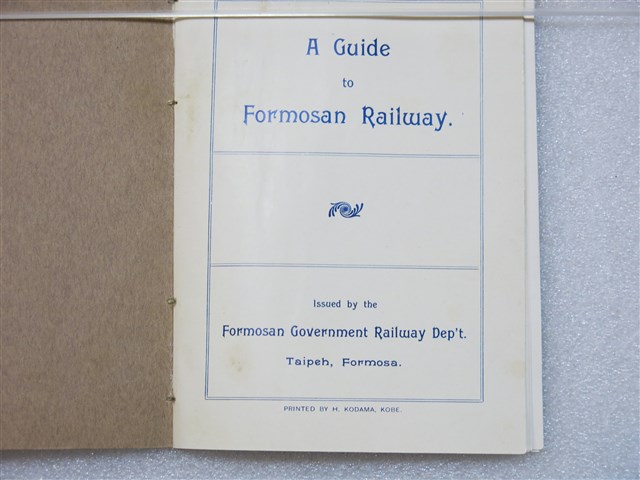 A Guide
to
Formosan Railway.
Issued by the
Formosan Government Railway Dep't.
Taipeh, Formosa.
PRINTED BY H. KODAMA, KOBE.